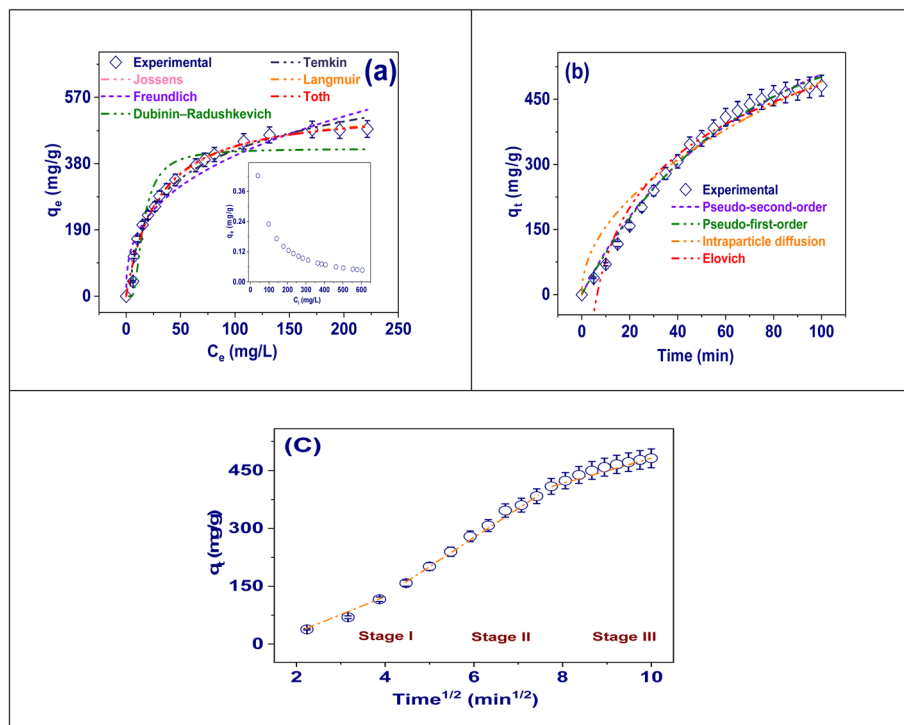 (a)
Experimental
Temkin
Jossens
Langmuir
Freundlich
Toth
Dubinin–Radushkevich
570
380
190
0
qe (mg/g)
0 50 100 150 200 250
Ce (mg/L)
0.36
0.24
0.12
0.00
qe (mg/g)
0 100 200 300 400 500 600
Ci (mg/L)
(b)
450
300
150
0
qt (mg/g)
Experimental
Pseudo-second-order
Pseudo-first-order
Intraparticle diffusion
Elovich
0 20 40 60 80 100
Time (min)
(C)
450
300
150
0
qt (mg/g)
Stage I Stage II Stage III
2 4 6 8 10
Time1/2 (min1/2)